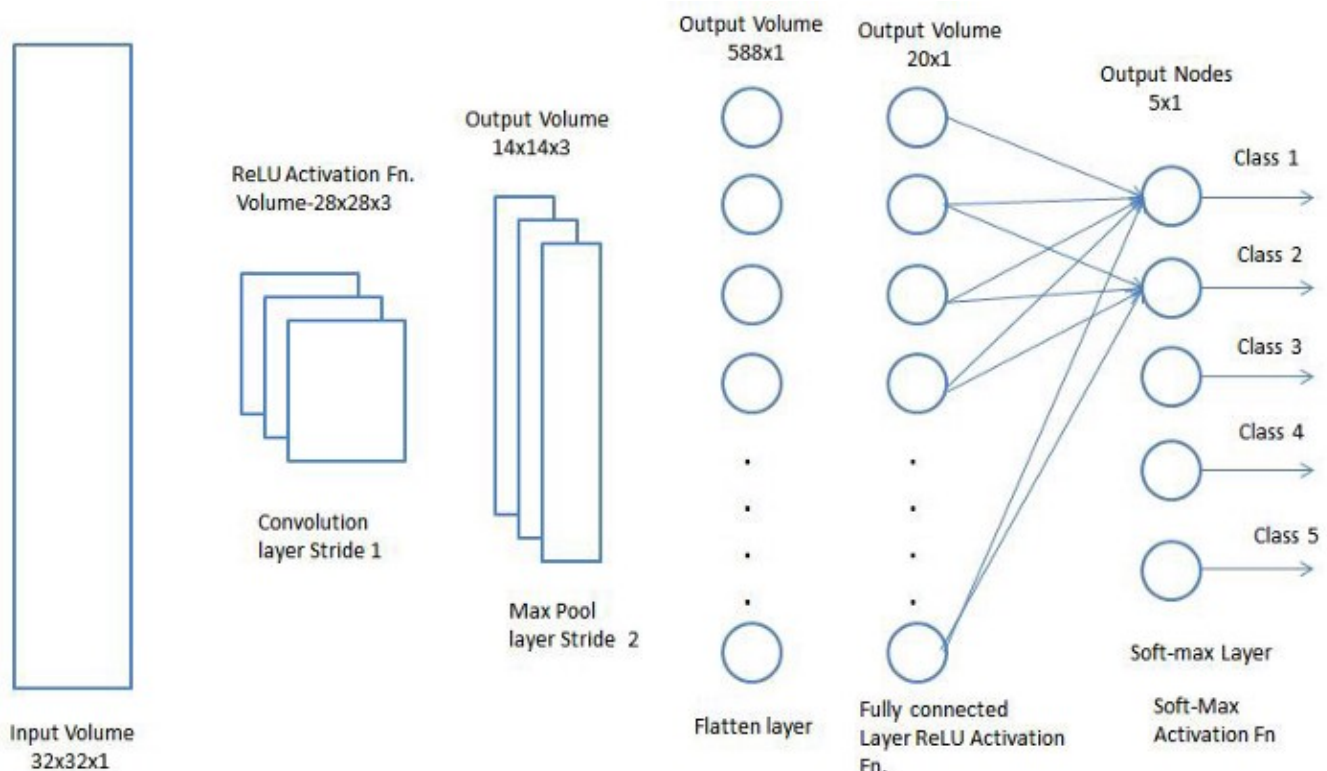 Input Volume
32x32x1
ReLU Activation Fn.
Volume-28x28x3
Convolution
layer Stride 1
Output Volume
14x14x3
Max Pool
layer Stride 2
Output Volume
588x1
Flatten layer
Output Volume
20x1
Fully connected
Layer ReLU Activation
Fn.
Output Nodes
5x1
Class 1
Class 2
Class 3
Class 4
Class 5
Soft-max Layer
Soft-Max
Activation Fn